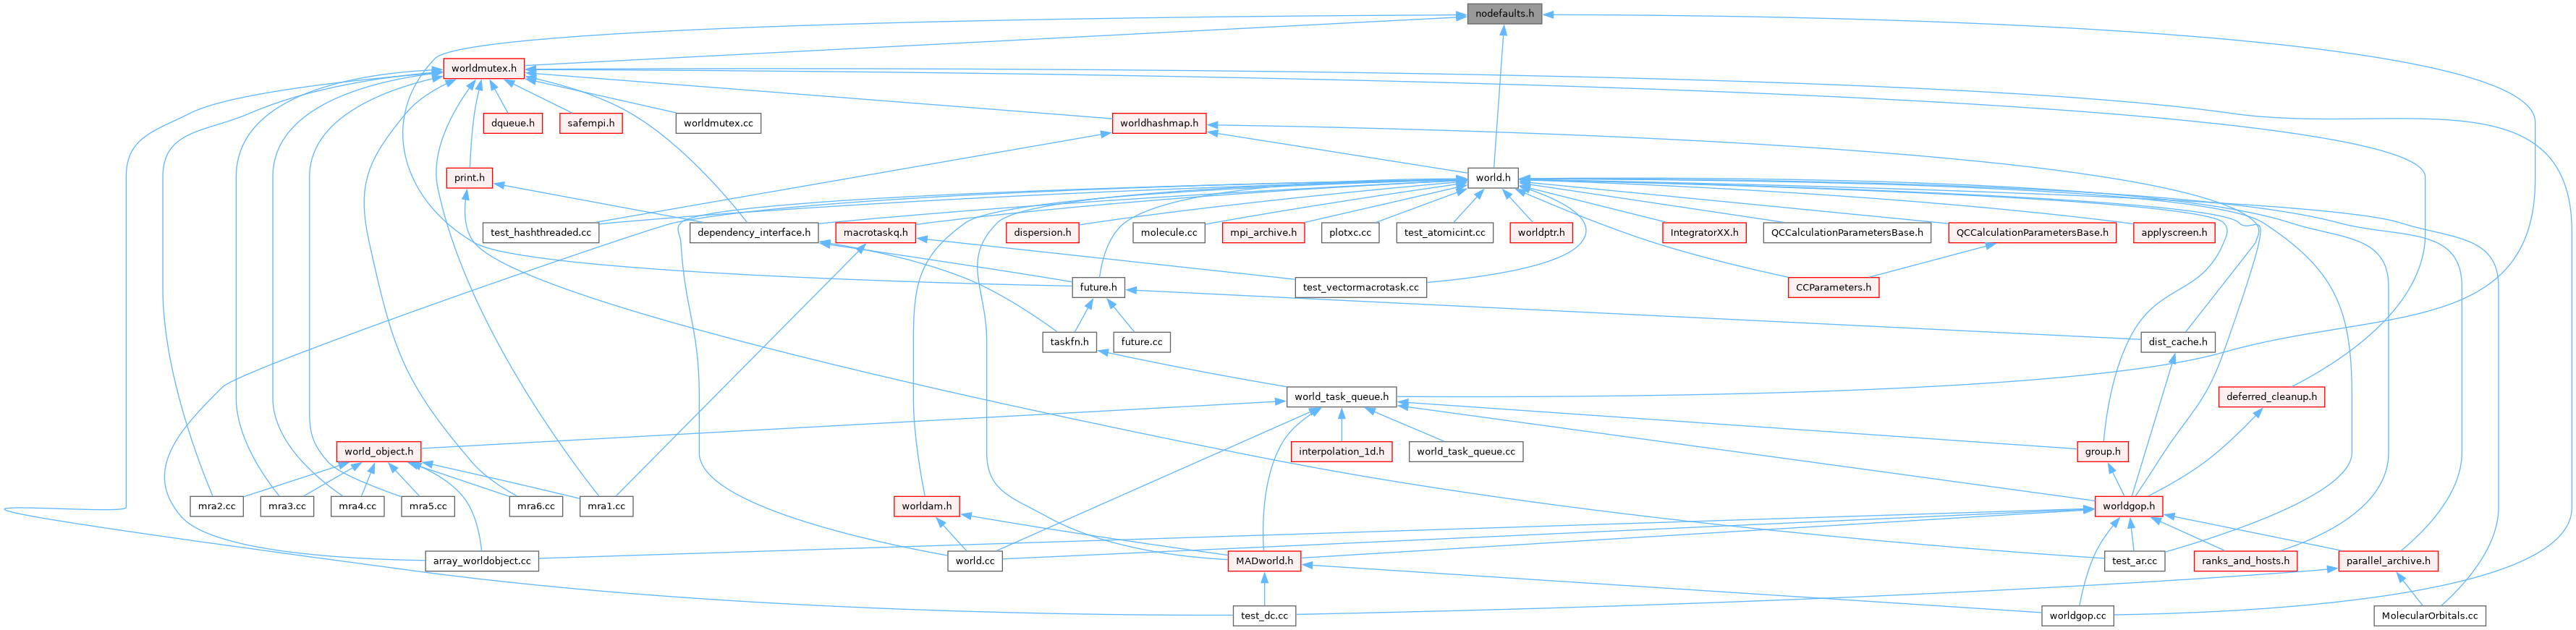 nodefaults.h
worldmutex.h
dqueue.h
safempi.h
worldmutex.cc
worldhashmap.h
print.h
world.h
test_hashthreaded.cc
dependency_interface.h
macrotaskq.h
dispersion.h
molecule.cc
mpi_archive.h
plotxc.cc
test_atomicint.cc
worldptr.h
IntegratorXX.h
QCCalculationParametersBase.h
QCCalculationParametersBase.h
applyscreen.h
future.h
test_vectormacrotask.cc
CCParameters.h
taskfn.h
future.cc
dist_cache.h
world_task_queue.h
deferred_cleanup.h
world_object.h
interpolation_1d.h
world_task_queue.cc
group.h
mra2.cc
mra3.cc
mra4.cc
mra5.cc
mra6.cc
mra1.cc
worldam.h
worldgop.h
array_worldobject.cc
world.cc
MADworld.h
test_ar.cc
ranks_and_hosts.h
parallel_archive.h
test_dc.cc
worldgop.cc
MolecularOrbitals.cc